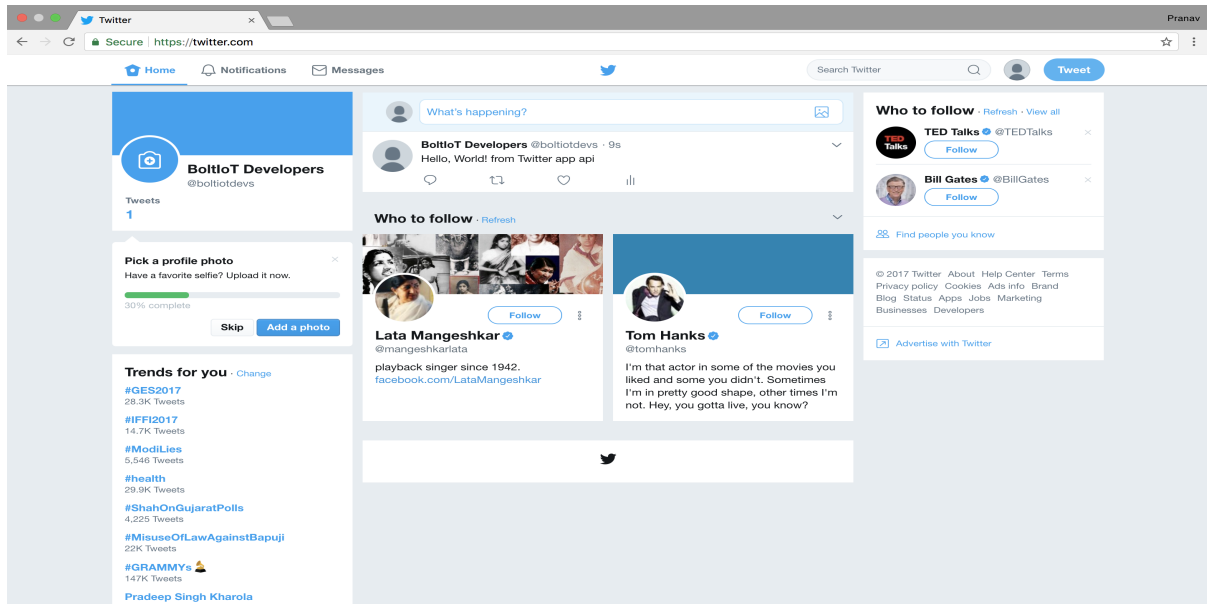 Twitter
Pranav
Secure https://twitter.com
Home Notifications Messages
Search Twitter
Tweet
BoltIoT Developers
@boltiotdevs
Tweets
1
Pick a profile photo
Have a favorite selfie? Upload it now.
30% complete
Skip Add a photo
Trends for you · Change
#GES2017
28.3K Tweets
#IFFI2017
14.7K Tweets
#ModiLies
5,546 Tweets
#health
29.9K Tweets
#ShahOnGujaratPolls
4,225 Tweets
#MisuseOfLawAgainstBapuji
22K Tweets
#GRAMMYs
147K Tweets
Pradeep Singh Kharola
What's happening?
BoltIoT Developers @boltiotdevs · 9s
Hello, World! from Twitter app api
Who to follow · Refresh
Follow
Lata Mangeshkar
@mangeshkarlata
playback singer since 1942.
facebook.com/LataMangeshkar
Follow
Tom Hanks
@tomhanks
I'm that actor in some of the movies you
liked and some you didn't. Sometimes
I'm in pretty good shape, other times I'm
not. Hey, you gotta live, you know?
Who to follow · Refresh · View all
TED
Talks
TED Talks @TEDTalks
Follow
Bill Gates @BillGates
Follow
Find people you know
© 2017 Twitter About Help Center Terms
Privacy policy Cookies Ads info Brand
Blog Status Apps Jobs Marketing
Businesses Developers
Advertise with Twitter